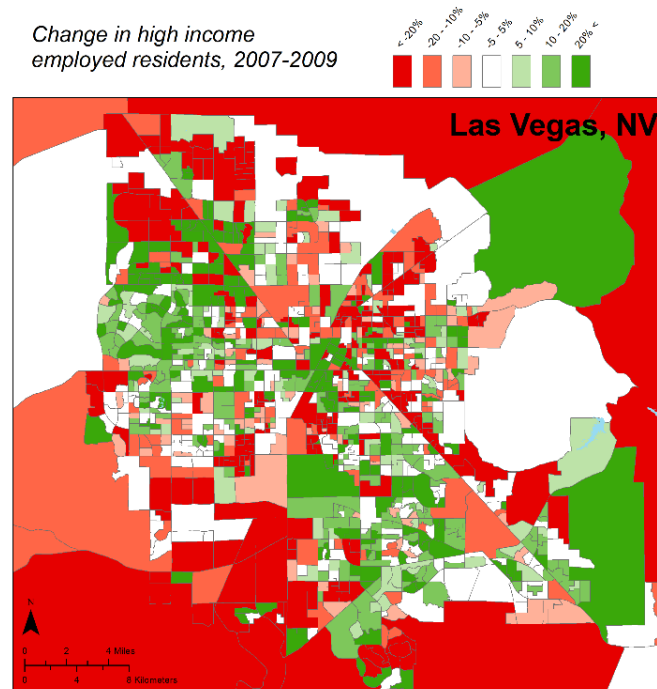 Change in high income
employed residents, 2007-2009
< -20%
-20 - -10%
-10 - -5%
-5 - 5%
5 - 10%
10 - 20%
20% <
Las Vegas, NV
N
0 2 4 Miles
0 4 8 Kilometers